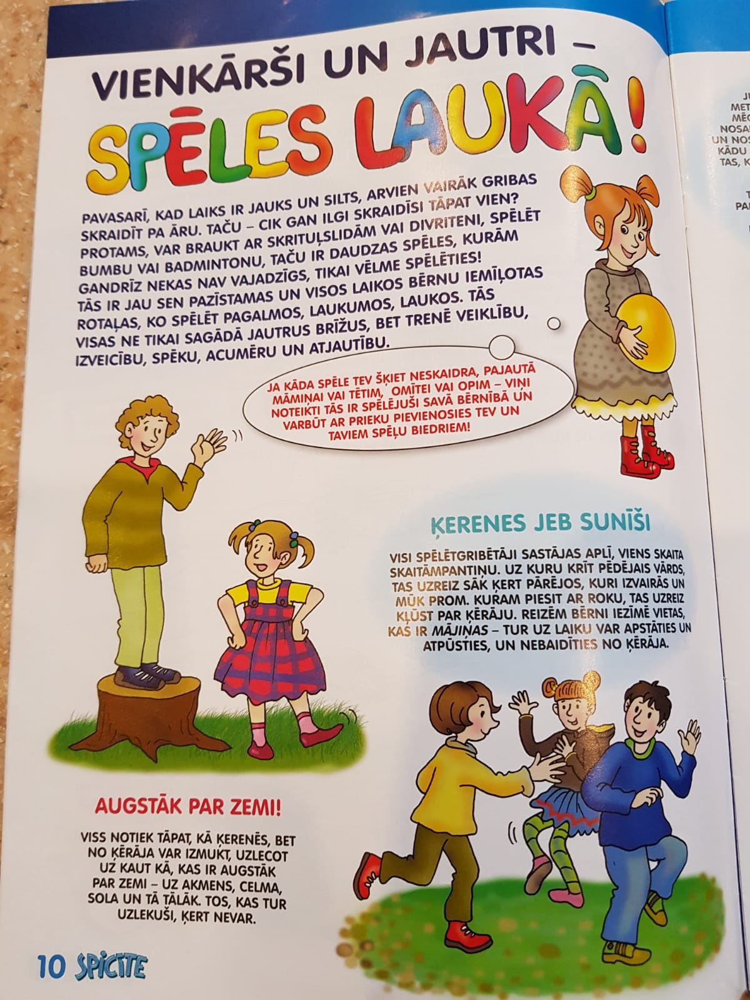 VIENKĀRŠI UN JAUTRI –
SPĒLES LAUKĀ!
PAVASARĪ, KAD LAIKS IR JAUKS UN SILTS, ARVIEN VAIRĀK GRIBAS
SKRAIDĪT PA ĀRU. TAČU – CIK GAN ILGI SKRAIDĪSI TĀPAT VIEN?
PROTAMS, VAR BRAUKT AR SKRITUĻSLIDĀM VAI DIVRITENI, SPĒLĒT
BUMBU VAI BADMINTONU, TAČU IR DAUDZAS SPĒLES, KURĀM
GANDRĪZ NEKAS NAV VAJADZĪGS, TIKAI VĒLME SPĒLĒTIES!
TĀS IR JAU SEN PAZĪSTAMAS UN VISOS LAIKOS BĒRNU IEMĪĻOTAS
ROTAĻAS, KO SPĒLĒT PAGALMOS, LAUKUMOS, LAUKOS. TĀS
VISAS NE TIKAI SAGĀDĀ JAUTRUS BRĪŽUS, BET TRENĒ VEIKLĪBU,
IZVEICĪBU, SPĒKU, ACUMĒRU UN ATJAUTĪBU.
JA KĀDA SPĒLE TEV ŠĶIET NESKAIDRA, PAJAUTĀ
MĀMIŅAI VAI TĒTIM, OMĪTEI VAI OPIM – VIŅI
NOTEIKTI TĀS IR SPĒLĒJUŠI SAVĀ BĒRNĪBĀ UN
VARBŪT AR PRIEKU PIEVIENOSIES TEV UN
TAVIEM SPĒĻU BIEDRIEM!
ĶERENES JEB SUNĪŠI
VISI SPĒLĒTGRIBĒTĀJI SASTĀJAS APLĪ, VIENS SKAITA
SKAITĀMPANTIŅU. UZ KURU KRĪT PĒDĒJAIS VĀRDS,
TAS UZREIZ SĀK ĶERT PĀRĒJOS, KURI IZVAIRĀS UN
MŪK PROM. KURAM PIESIT AR ROKU, TAS UZREIZ
KĻŪST PAR ĶĒRĀJU. REIZĒM BĒRNI IEZĪMĒ VIETAS,
KAS IR MĀJIŅAS – TUR UZ LAIKU VAR APSTĀTIES UN
ATPŪSTIES, UN NEBAIDĪTIES NO ĶĒRĀJA.
AUGSTĀK PAR ZEMI!
VISS NOTIEK TĀPAT, KĀ ĶERENĒS, BET
NO ĶĒRĀJA VAR IZMUKT, UZLECOT
UZ KAUT KĀ, KAS IR AUGSTĀK
PAR ZEMI – UZ AKMENS, CELMA,
SOLA UN TĀ TĀLĀK. TOS, KAS TUR
UZLEKUŠI, ĶERT NEVAR.
10 SPICĪTE
UN
KĀDU
TAS,